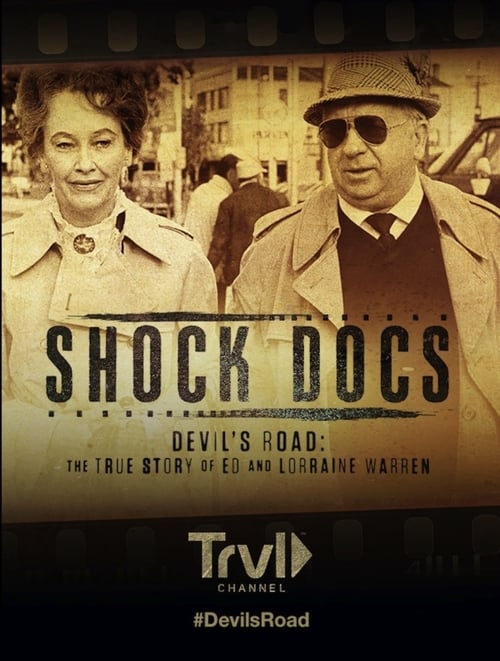 SHOCK DOCS
DEVIL'S ROAD:
THE TRUE STORY OF ED AND LORRAINE WARREN
Trvl
CHANNEL
#DevilsRoad